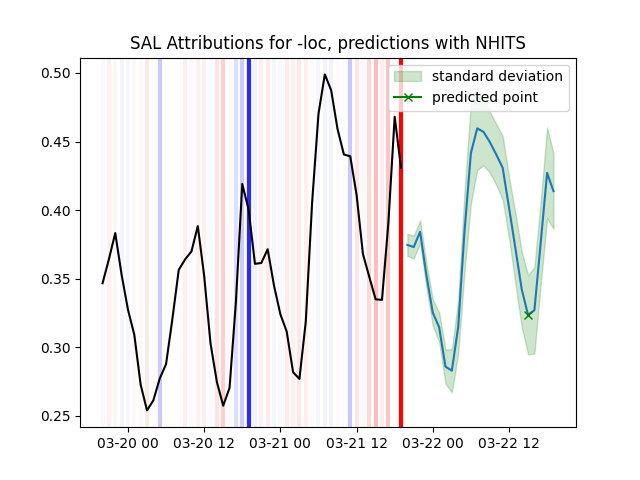 SAL Attributions for -loc, predictions with NHITS
standard deviation
predicted point
0.50
0.45
0.40
0.35
0.30
0.25
03-20 00 03-20 12 03-21 00 03-21 12 03-22 00 03-22 12